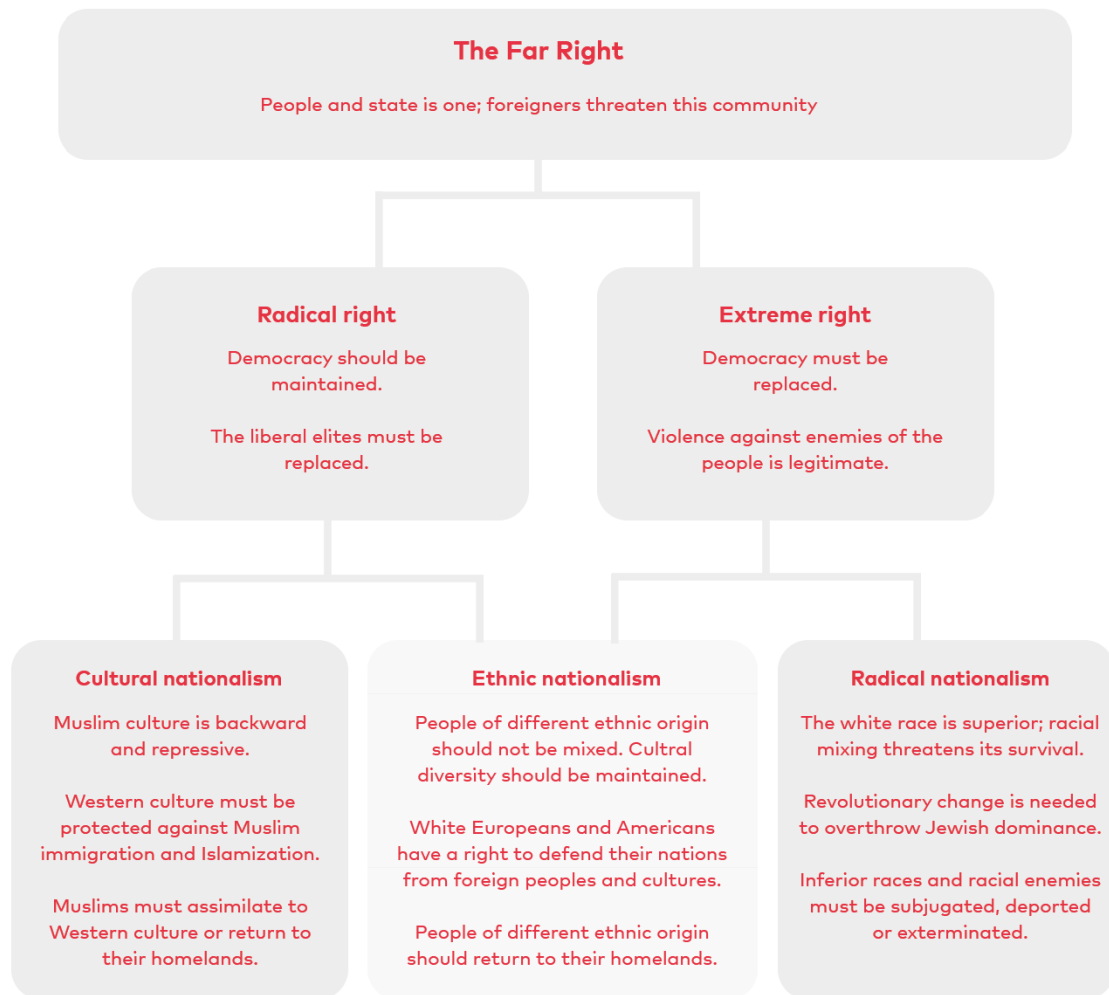 The Far Right
People and state is one; foreigners threaten this community
Radical right
Democracy should be
maintained.
The liberal elites must be
replaced.
Extreme right
Democracy must be
replaced.
Violence against enemies of the
people is legitimate.
Cultural nationalism
Muslim culture is backward
and repressive.
Western culture must be
protected against Muslim
immigration and Islamization.
Muslims must assimilate to
Western culture or return to
their homelands.
Ethnic nationalism
People of different ethnic origin
should not be mixed. Cultral
diversity should be maintained.
White Europeans and Americans
have a right to defend their nations
from foreign peoples and cultures.
People of different ethnic origin
should return to their homelands.
Radical nationalism
The white race is superior; racial
mixing threatens its survival.
Revolutionary change is needed
to overthrow Jewish dominance.
Inferior races and racial enemies
must be subjugated, deported
or exterminated.